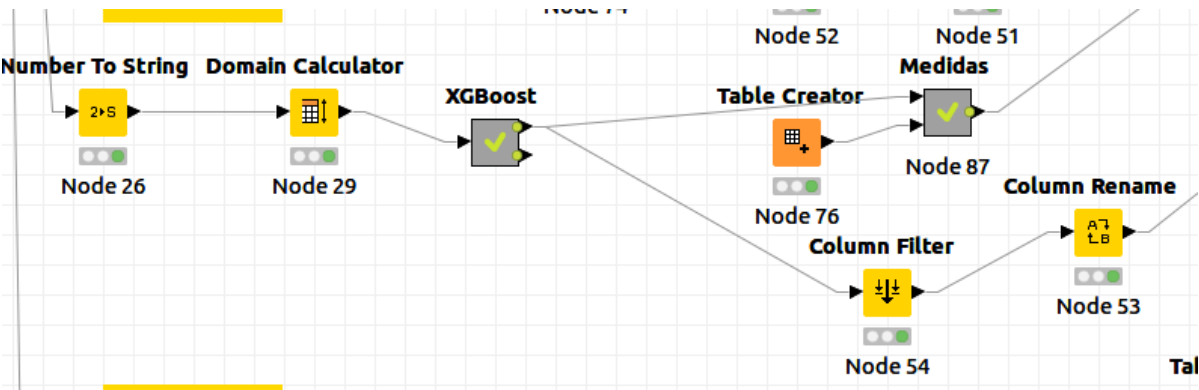 Node 52
Node 51
Number To String
Domain Calculator
Medidas
XGBoost
Table Creator
2▸S
Node 26
Node 29
Node 87
Column Rename
Node 76
Column Filter
A
B
Node 53
Node 54